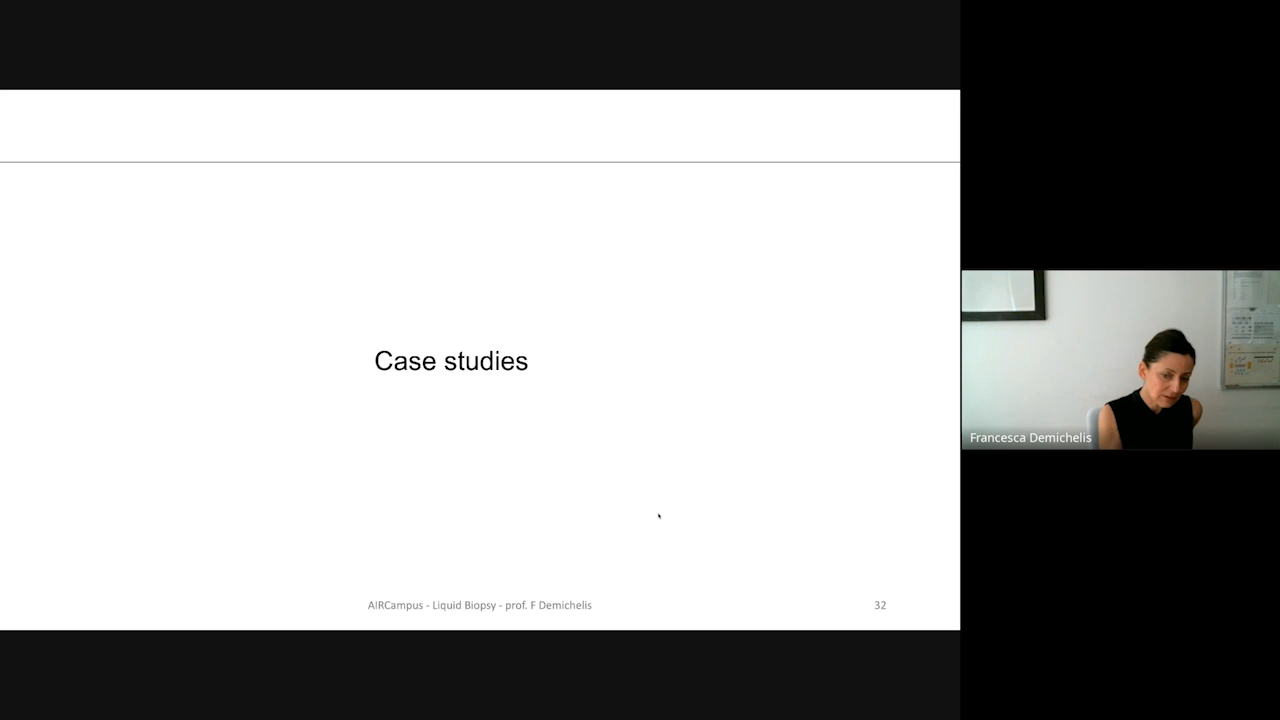 Case studies
AIRCampus - Liquid Biopsy - prof. F Demichelis
32
Francesca Demichelis